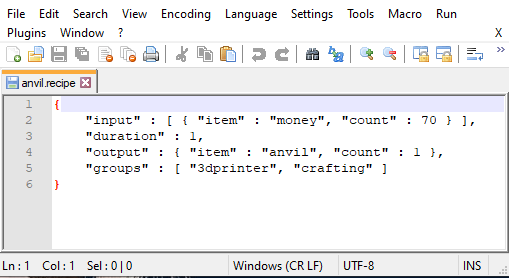 File Edit Search View Encoding Language Settings Tools Macro Run
Plugins Window ? X
anvil.recipe
1 {
2 "input" : [ { "item" : "money", "count" : 70 } ],
3 "duration" : 1,
4 "output" : { "item" : "anvil", "count" : 1 },
5 "groups" : [ "3dprinter", "crafting" ]
6 }
Ln : 1 Col : 1 Sel : 0 | 0 Windows (CR LF) UTF-8 INS